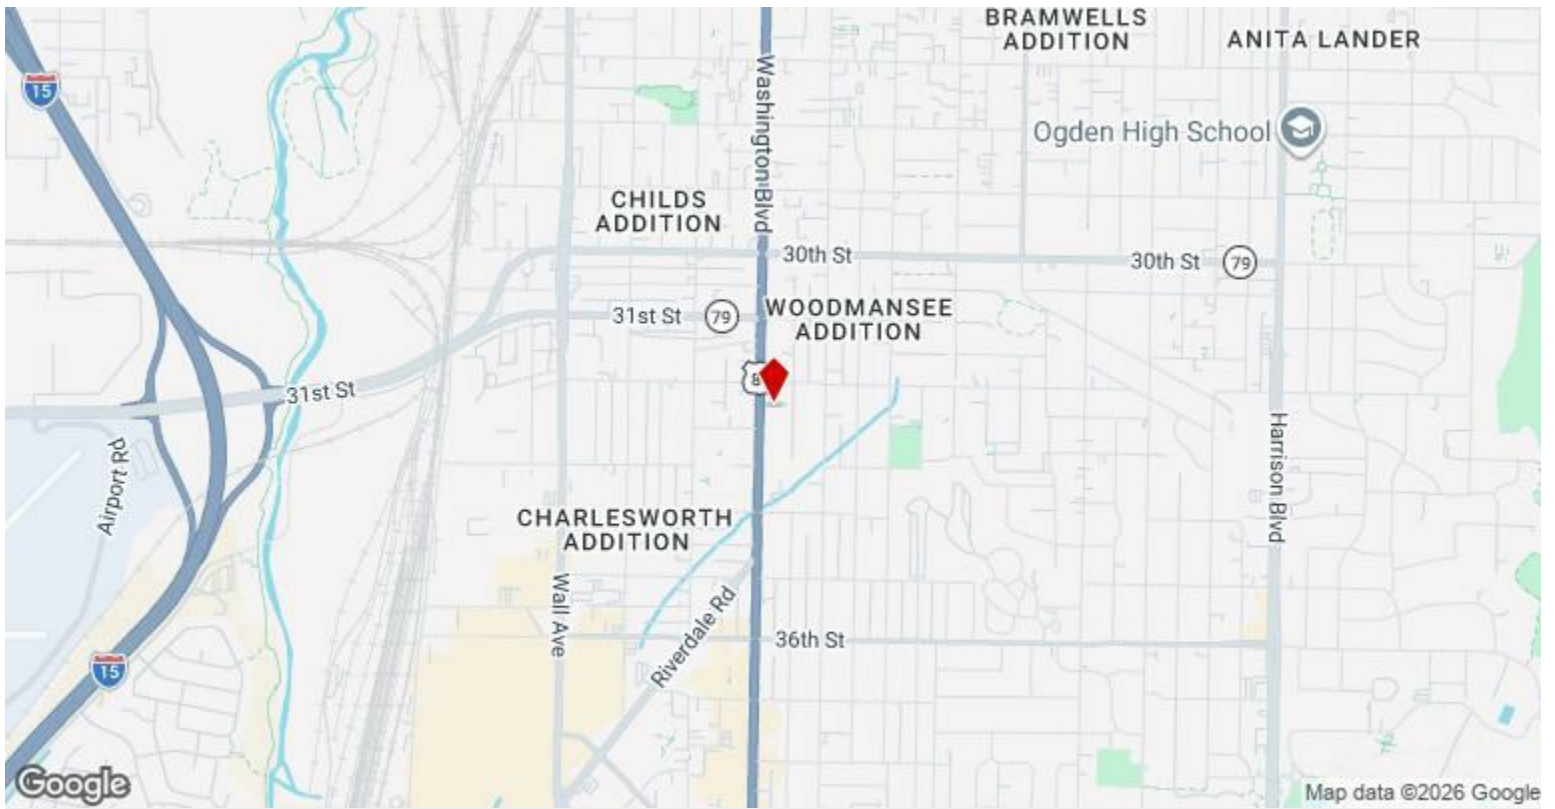 BRAMWELLS
ADDITION
ANITA LANDER
15
Washington Blvd
Ogden High School
CHILDS
ADDITION
30th St
30th St
79
31st St
79
WOODMANSEE
ADDITION
8
31st St
Airport Rd
Harrison Blvd
CHARLESWORTH
ADDITION
Wall Ave
Riverdale Rd
36th St
15
Google
Map data ©2026 Google